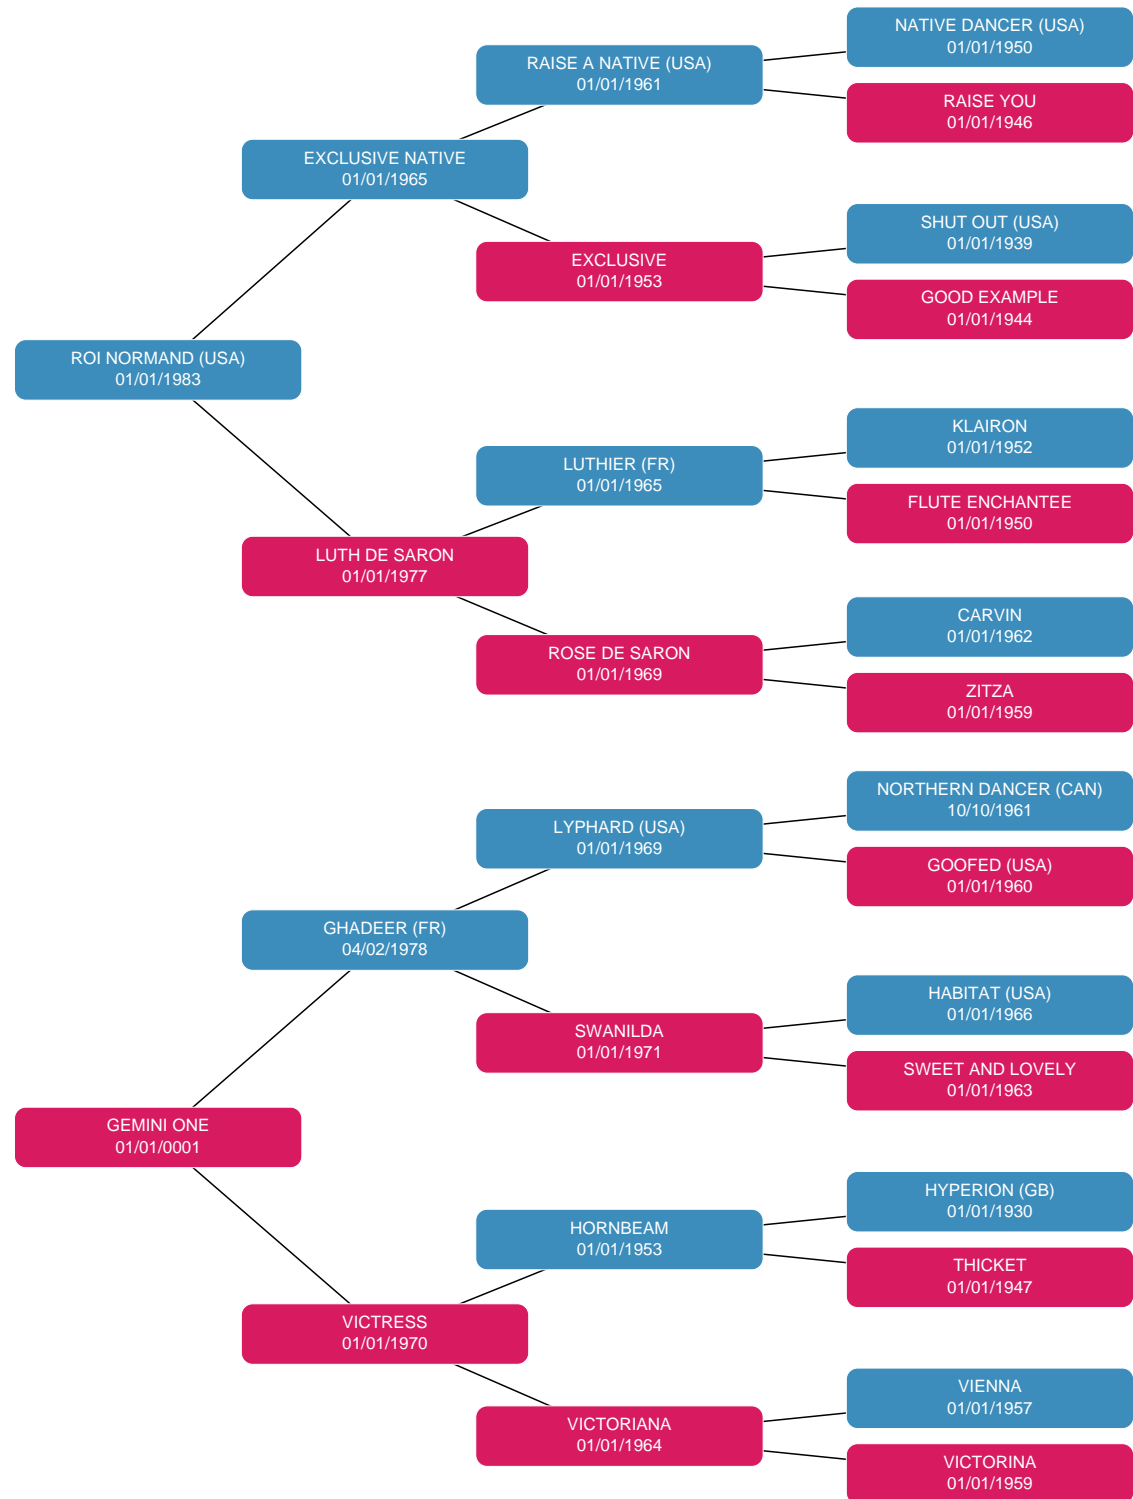 NATIVE DANCER (USA)
01/01/1950
RAISE A NATIVE (USA)
01/01/1961
RAISE YOU
01/01/1946
EXCLUSIVE NATIVE
01/01/1965
SHUT OUT (USA)
01/01/1939
EXCLUSIVE
01/01/1953
GOOD EXAMPLE
01/01/1944
ROI NORMAND (USA)
01/01/1983
KLAIRON
01/01/1952
LUTHIER (FR)
01/01/1965
FLUTE ENCHANTEE
01/01/1950
LUTH DE SARON
01/01/1977
CARVIN
01/01/1962
ROSE DE SARON
01/01/1969
ZITZA
01/01/1959
NORTHERN DANCER (CAN)
10/10/1961
LYPHARD (USA)
01/01/1969
GOOFED (USA)
01/01/1960
GHADEER (FR)
04/02/1978
HABITAT (USA)
01/01/1966
SWANILDA
01/01/1971
SWEET AND LOVELY
01/01/1963
GEMINI ONE
01/01/0001
HYPERION (GB)
01/01/1930
HORNBEAM
01/01/1953
THICKET
01/01/1947
VICTRESS
01/01/1970
VIENNA
01/01/1957
VICTORIANA
01/01/1964
VICTORINA
01/01/1959